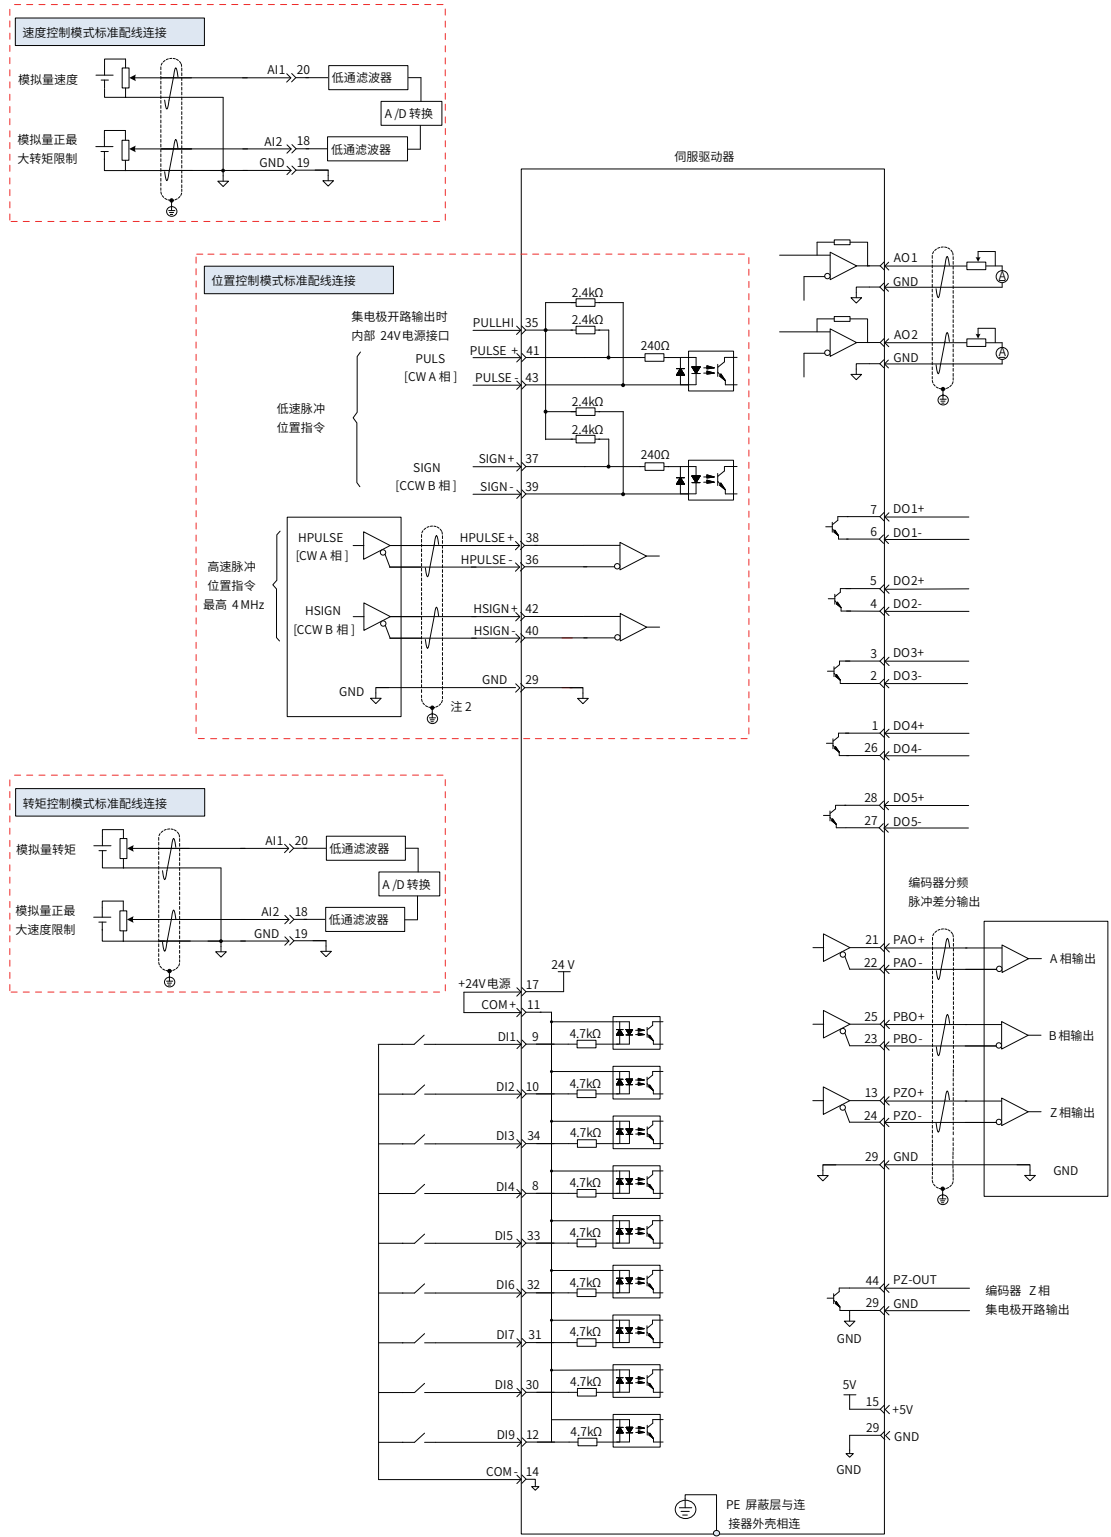 速度控制模式标准配线连接
模拟量速度
AI1 20
低通滤波器
A/D 转换
模拟量正最
大转矩限制
AI2 18
低通滤波器
GND 19
伺服驱动器
位置控制模式标准配线连接
集电极开路输出时
内部 24V电源接口
PULLHI 35
2.4kΩ
2.4kΩ
PULS
[CW A 相 ]
PULSE + 41
240Ω
PULSE - 43
低速脉冲
位置指令
2.4kΩ
2.4kΩ
SIGN
[CCW B 相 ]
SIGN + 37
240Ω
SIGN - 39
高速脉冲
位置指令
最高 4 MHz
HPULSE
[CW A 相 ]
HPULSE + 38
HPULSE - 36
HSIGN
[CCW B 相 ]
HSIGN + 42
HSIGN - 40
GND
GND 29
注 2
转矩控制模式标准配线连接
模拟量转矩
AI1 20
低通滤波器
A/D 转换
模拟量正最
大速度限制
AI2 18
低通滤波器
GND 19
24 V
+24V 电源 17
COM + 11
DI1 9 4.7kΩ
DI2 10 4.7kΩ
DI3 34 4.7kΩ
DI4 8 4.7kΩ
DI5 33 4.7kΩ
DI6 32 4.7kΩ
DI7 31 4.7kΩ
DI8 30 4.7kΩ
DI9 12 4.7kΩ
COM - 14
AO1
A
GND
AO2
A
GND
7 DO1+
6 DO1-
5 DO2+
4 DO2-
3 DO3+
2 DO3-
1 DO4+
26 DO4-
28 DO5+
27 DO5-
编码器分频
脉冲差分输出
21 PAO +
22 PAO -
A 相输出
25 PBO+
23 PBO-
B 相输出
13 PZO+
24 PZO-
Z 相输出
29 GND
GND
44 PZ-OUT
29 GND
GND
编码器 Z 相
集电极开路输出
5V
15 +5V
29 GND
GND
PE 屏蔽层与连
接器外壳相连